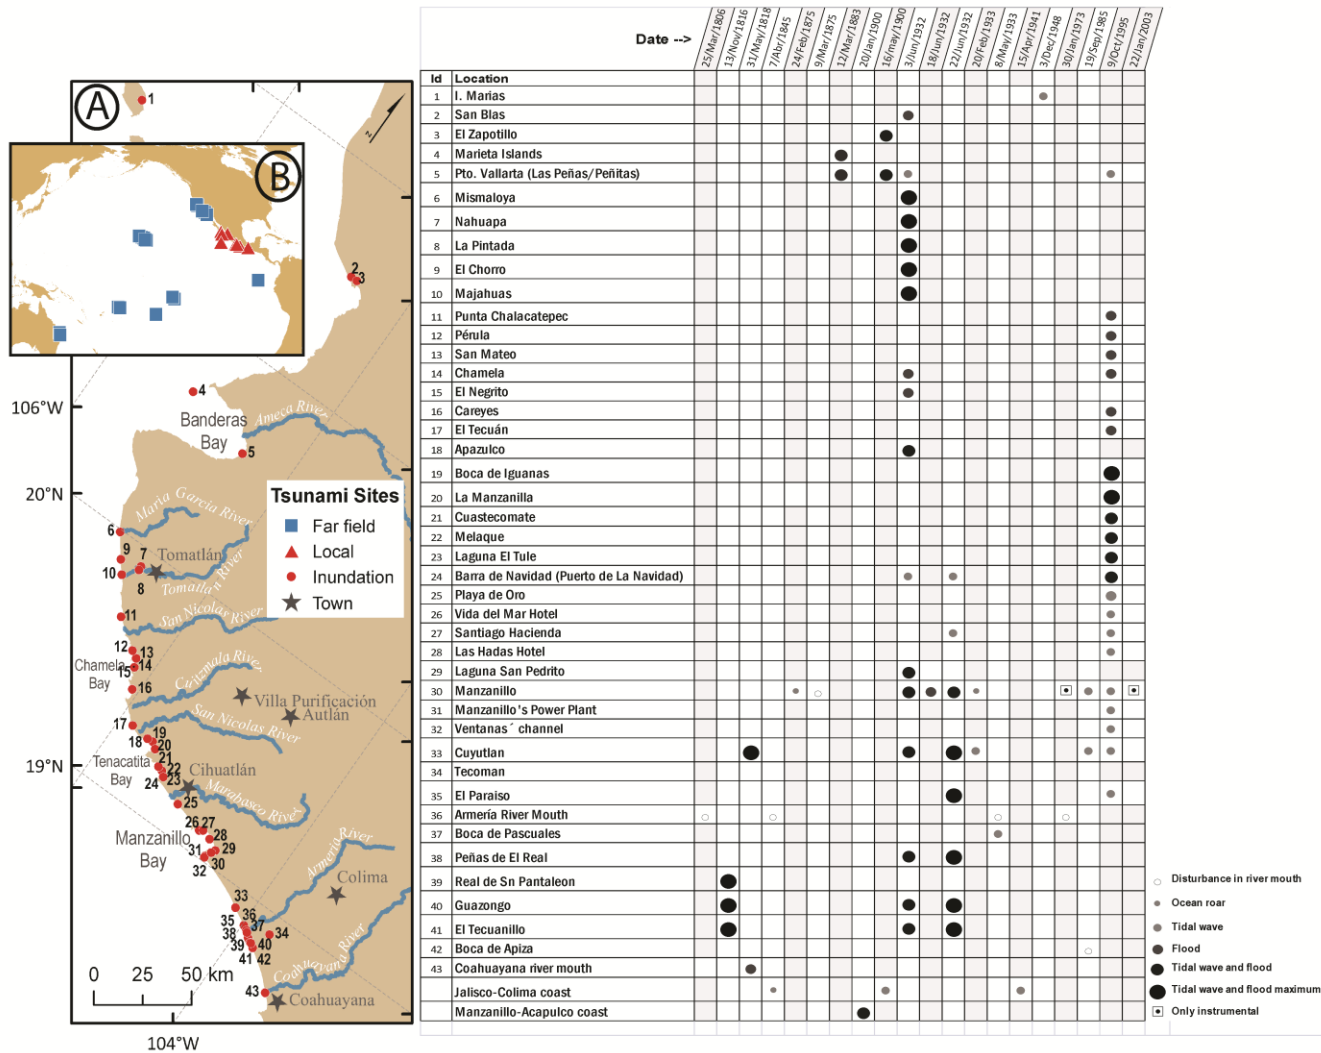 A
B
N
1
2
3
4
106°W
Banderas
Bay
Ameca River
5
20°N
Tsunami Sites
Far field
Local
Inundation
Town
Maria Garcia River
6
9
7
Tomatlán
10
8
Tomatlan River
11
San Nicolas River
12
13
Chamela
14
15
Bay
16
Cuitzmala River
Villa Purificación
Autlán
San Nicolas River
17
19
18
20
Tenacatita
Bay
21
22
23
24
19°N
Cihuatlán
Marabasco River
25
26 27
Manzanillo
Bay
28
29
31
30
32
Armería River
Colima
33
36
35
37
38
34
39
40
41 42
Coahuayana River
43
Coahuayana
0 25 50 km
104°W
Date -->
25/Mar/1806
13/Nov/1816
31/May/1818
7/Abr/1845
24/Feb/1875
9/Mar/1875
12/Mar/1883
20/Jan/1900
16/may/1900
3/Jun/1932
18/Jun/1932
22/Jun/1932
20/Feb/1933
8/May/1933
15/Apr/1941
3/Dec/1948
30/Jan/1973
19/Sep/1985
9/Oct/1995
22/Jan/2003
Id Location
1 I. Marias
2 San Blas
3 El Zapotillo
4 Marieta Islands
5 Pto. Vallarta (Las Peñas/Peñitas)
6 Mismaloya
7 Nahuapa
8 La Pintada
9 El Chorro
10 Majahuas
11 Punta Chalacatepec
12 Pérula
13 San Mateo
14 Chamela
15 El Negrito
16 Careyes
17 El Tecuán
18 Apazulco
19 Boca de Iguanas
20 La Manzanilla
21 Cuastecomate
22 Melaque
23 Laguna El Tule
24 Barra de Navidad (Puerto de La Navidad)
25 Playa de Oro
26 Vida del Mar Hotel
27 Santiago Hacienda
28 Las Hadas Hotel
29 Laguna San Pedrito
30 Manzanillo
31 Manzanillo's Power Plant
32 Ventanas´ channel
33 Cuyutlan
34 Tecoman
35 El Paraiso
36 Armería River Mouth
37 Boca de Pascuales
38 Peñas de El Real
39 Real de Sn Pantaleon
40 Guazongo
41 El Tecuanillo
42 Boca de Apiza
43 Coahuayana river mouth
Jalisco-Colima coast
Manzanillo-Acapulco coast
Disturbance in river mouth
Ocean roar
Tidal wave
Flood
Tidal wave and flood
Tidal wave and flood maximum
Only instrumental